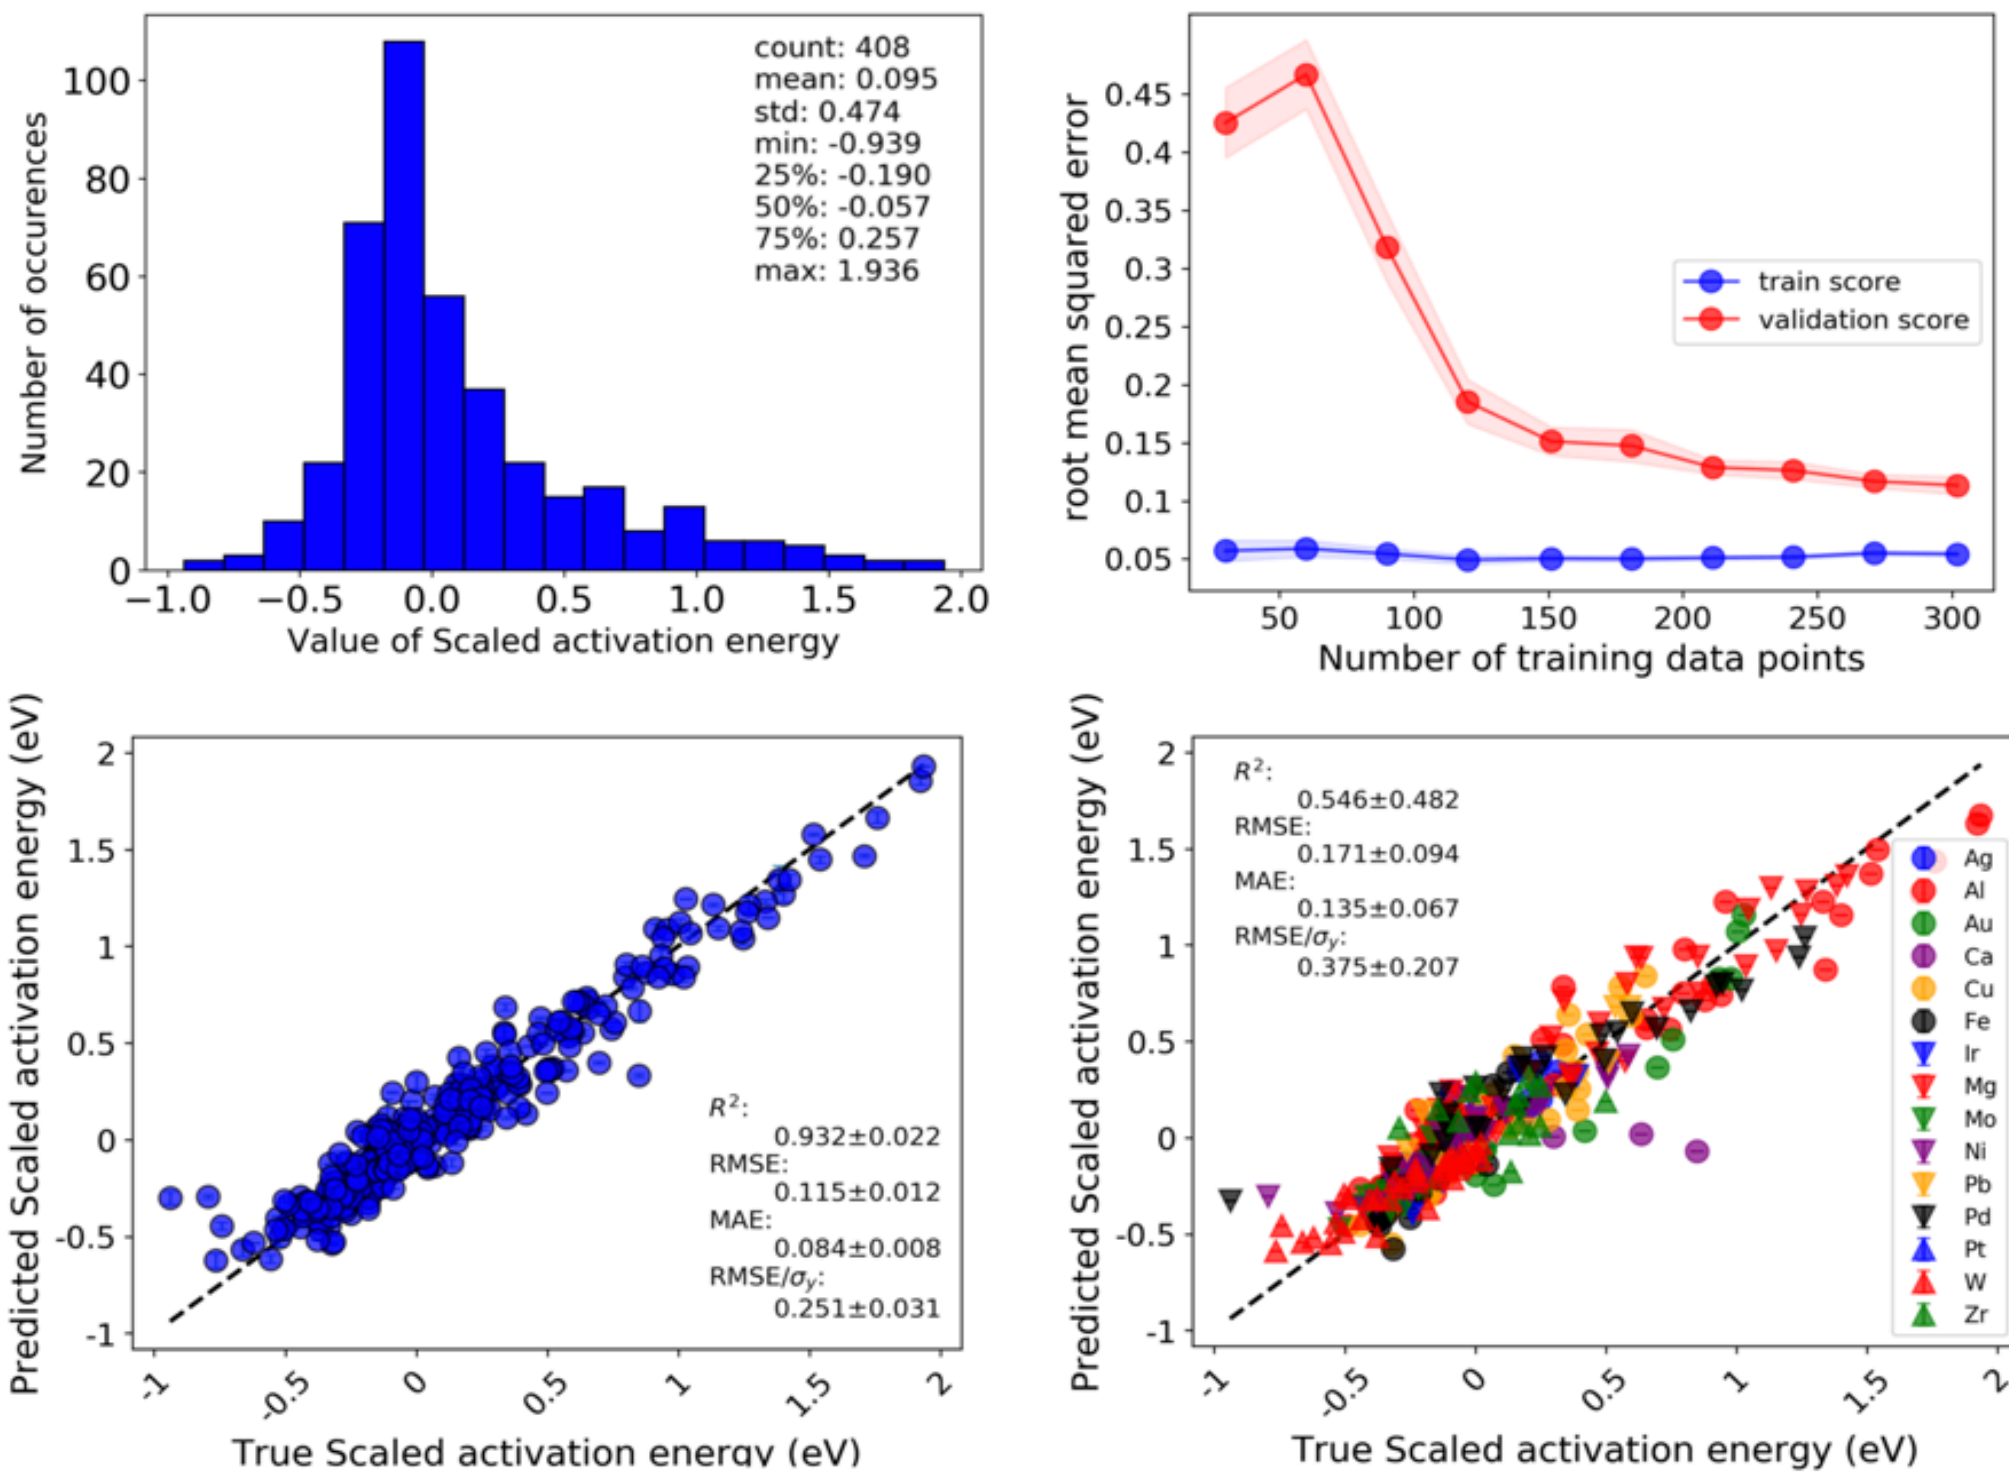 count: 408
mean: 0.095
std: 0.474
min: -0.939
25%: -0.190
50%: -0.057
75%: 0.257
max: 1.936
100
80
60
40
20
0
Number of occurences
−1.0 −0.5 0.0 0.5 1.0 1.5 2.0
Value of Scaled activation energy
0.45
0.4
0.35
0.3
0.25
0.2
0.15
0.1
0.05
root mean squared error
train score
validation score
50 100 150 200 250 300
Number of training data points
2
1.5
1
0.5
0
-0.5
-1
Predicted Scaled activation energy (eV)
R²:
0.932±0.022
RMSE:
0.115±0.012
MAE:
0.084±0.008
RMSE/σy:
0.251±0.031
-1 -0.5 0 0.5 1 1.5 2
True Scaled activation energy (eV)
2
1.5
1
0.5
0
-0.5
-1
Predicted Scaled activation energy (eV)
R²:
0.546±0.482
RMSE:
0.171±0.094
MAE:
0.135±0.067
RMSE/σy:
0.375±0.207
Ag
Al
Au
Ca
Cu
Fe
Ir
Mg
Mo
Ni
Pb
Pd
Pt
W
Zr
-1 -0.5 0 0.5 1 1.5 2
True Scaled activation energy (eV)